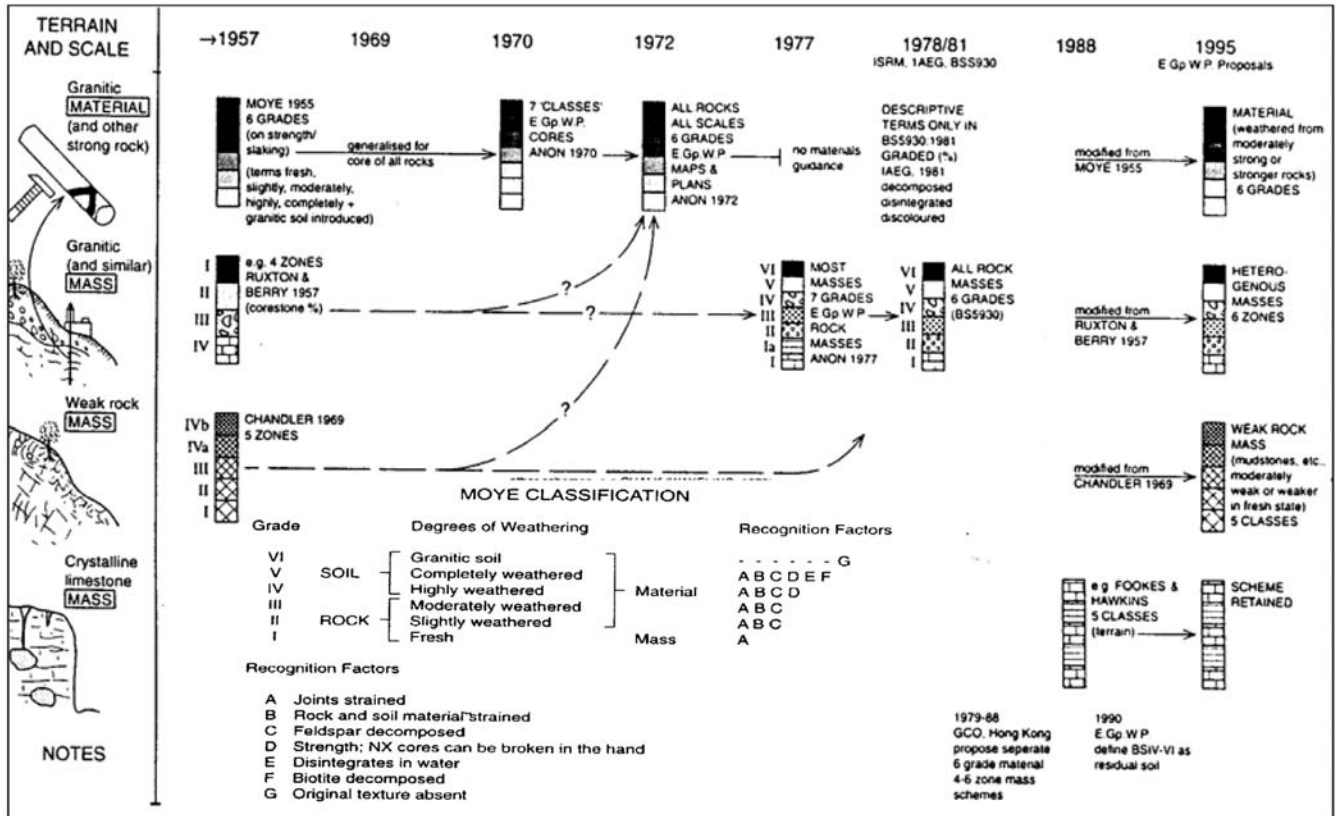 TERRAIN
AND SCALE
→1957
1969
1970
1972
1977
1978/81
ISRM, 1AEG, BSS930
1988
1995
E Gp W.P. Proposals
Granitic
MATERIAL
(and other
strong rock)
MOYE 1955
6 GRADES
(on strength/
slaking)
(terms fresh,
slightly, moderately,
highly, completely +
granitic soil introduced)
generalised for
core of all rocks
7 'CLASSES'
E Gp.W.P.
CORES
ANON 1970
ALL ROCKS
ALL SCALES
6 GRADES
E.Gp.W.P
MAPS &
PLANS
ANON 1972
no materials
guidance
DESCRIPTIVE
TERMS ONLY IN
BS5930:1981
GRADED (%)
IAEG, 1981
decomposed
disintegrated
discoloured
modified from
MOYE 1955
MATERIAL
(weathered from
moderately
strong or
stronger rocks)
6 GRADES
Granitic
(and similar)
MASS
I
II
III
IV
e.g. 4 ZONES
RUXTON &
BERRY 1957
(corestone %)
?
?
VI
V
IV
III
II
Ia
I
MOST
MASSES
7 GRADES
E Gp W.P
ROCK
MASSES
ANON 1977
VI
V
IV
III
II
I
ALL ROCK
MASSES
6 GRADES
(BS5930)
modified from
RUXTON &
BERRY 1957
HETERO-
GENOUS
MASSES
6 ZONES
Weak rock
MASS
IVb
IVa
III
II
I
CHANDLER 1969
5 ZONES
?
modified from
CHANDLER 1969
WEAK ROCK
MASS
(mudstones, etc..
moderately
weak or weaker
in fresh state)
5 CLASSES
MOYE CLASSIFICATION
Grade Degrees of Weathering Recognition Factors
VI Granitic soil - - - - - - G
V SOIL Completely weathered A B C D E F
IV Highly weathered Material A B C D
III Moderately weathered A B C
II ROCK Slightly weathered A B C
I Fresh Mass A
Recognition Factors
A Joints strained
B Rock and soil material strained
C Feldspar decomposed
D Strength; NX cores can be broken in the hand
E Disintegrates in water
F Biotite decomposed
G Original texture absent
Crystalline
limestone
MASS
e.g. FOOKES &
HAWKINS
5 CLASSES
(terrain)
SCHEME
RETAINED
NOTES
1979-88
GCO, Hong Kong
propose seperate
6 grade material
4-6 zone mass
schemes
1990
E.Gp.W.P
define BSIV-VI as
residual soil